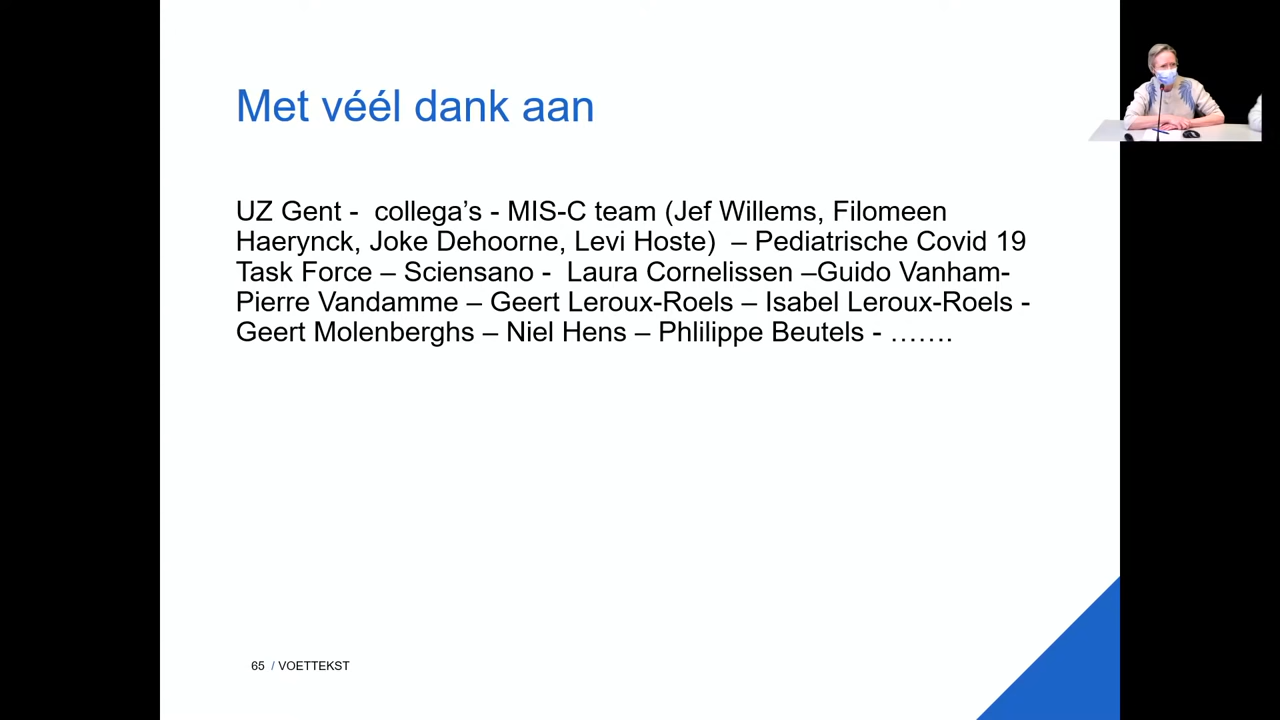 Met véél dank aan
UZ Gent -  collega’s - MIS-C team (Jef Willems, Filomeen
Haerynck, Joke Dehoorne, Levi Hoste)  – Pediatrische Covid 19
Task Force – Sciensano -  Laura Cornelissen –Guido Vanham-
Pierre Vandamme – Geert Leroux-Roels – Isabel Leroux-Roels -
Geert Molenberghs – Niel Hens – Phlilippe Beutels - …….
65 / VOETTEKST